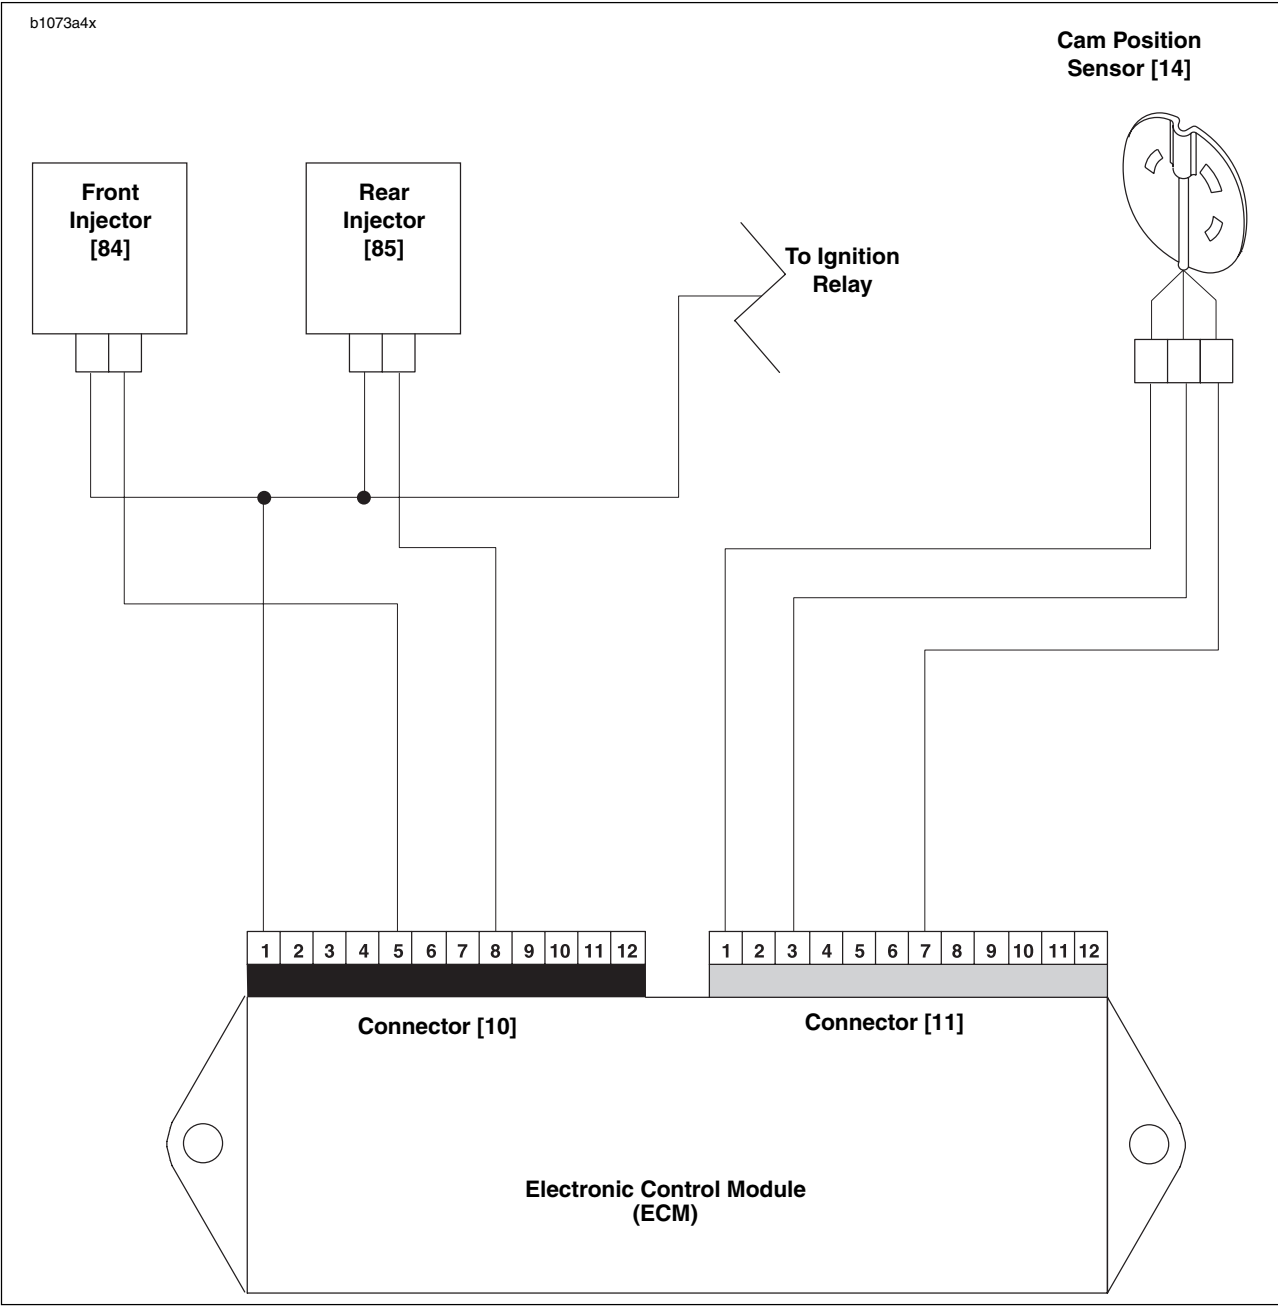 b1073a4x
Cam Position
Sensor [14]
Front
Injector
[84]
Rear
Injector
[85]
To Ignition
Relay
1 2 3 4 5 6 7 8 9 10 11 12
1 2 3 4 5 6 7 8 9 10 11 12
Connector [10]
Connector [11]
Electronic Control Module
(ECM)